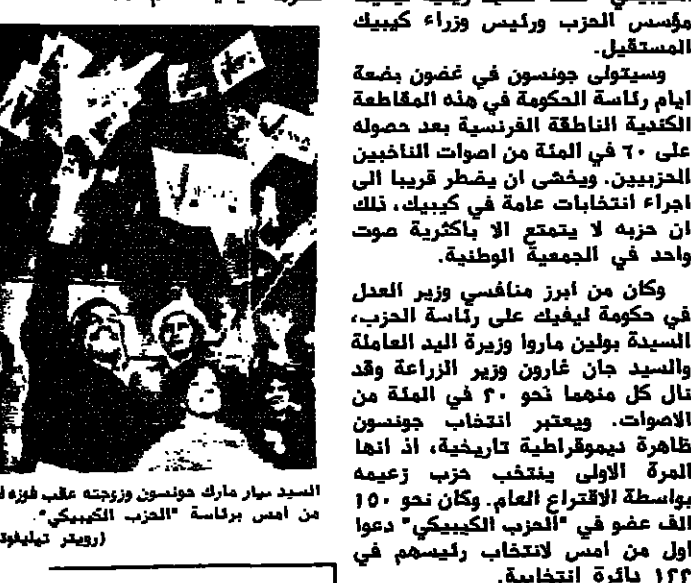 مؤسس الحزب ورئيس وزراء كيبيك
المستقيل.
وسيتولى جونسون في غضون بضعة
ايام رئاسة الحكومة في هذه المقاطعة
الكندية الناطقة الفرنسية بعد حصوله
على ٦٠ في المئة من اصوات الناخبين
الحزبيين. ويخشى ان يضطر قريبا الى
اجراء انتخابات عامة في كيبيك، ذلك
ان حزبه لا يتمتع الا باكثرية صوت
واحد في الجمعية الوطنية.
وكان من ابرز منافسي وزير العدل
في حكومة ليفيك على رئاسة الحزب،
السيدة بولين ماروا وزيرة اليد العاملة
والسيد جان غارون وزير الزراعة وقد
نال كل منهما نحو ٢٠ في المئة من
الاصوات. ويعتبر انتخاب جونسون
ظاهرة ديموقراطية تاريخية، اذ انها
المرة الاولى ينتخب حزب زعيمه
بواسطة الاقتراع العام. وكان نحو ١٥٠
الف عضو في "الحزب الكيبيكي" دعوا
اول من امس لانتخاب رئيسهم في
١٢٢ دائرة انتخابية.
السيد بيار مارك جونسون وزوجته عقب فوزه
من امس برئاسة "الحزب الكيبيكي".
(رويتر